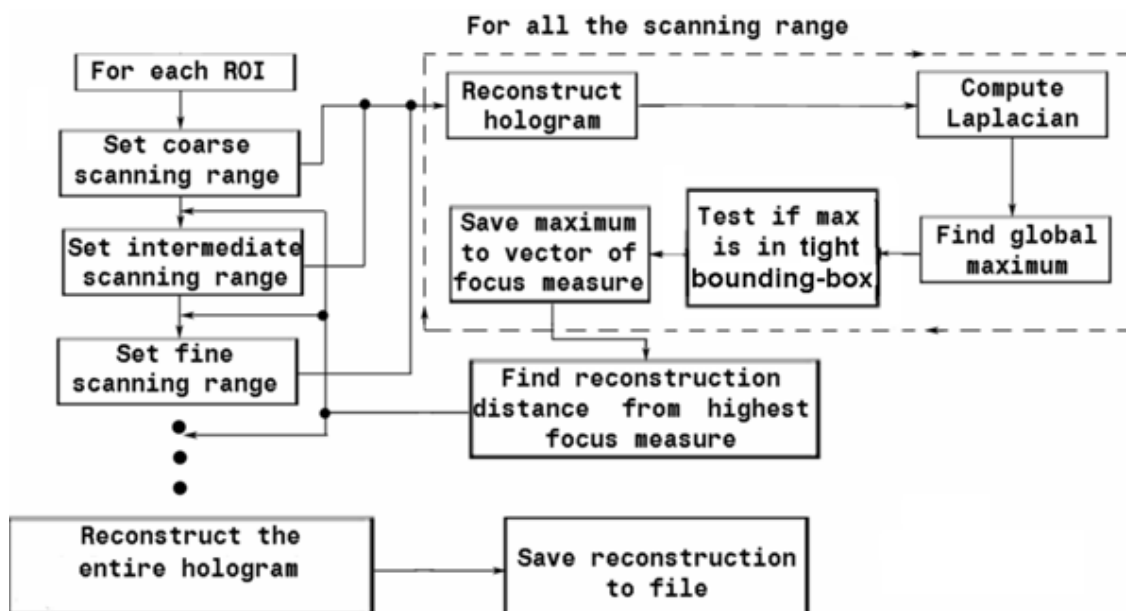 For all the scanning range
For each ROI
Set coarse
scanning range
Set intermediate
scanning range
Set fine
scanning range
Reconstruct
hologram
Compute
Laplacian
Find global
maximum
Test if max
is in tight
bounding-box
Save maximum
to vector of
focus measure
Find reconstruction
distance from highest
focus measure
Reconstruct the
entire hologram
Save reconstruction
to file